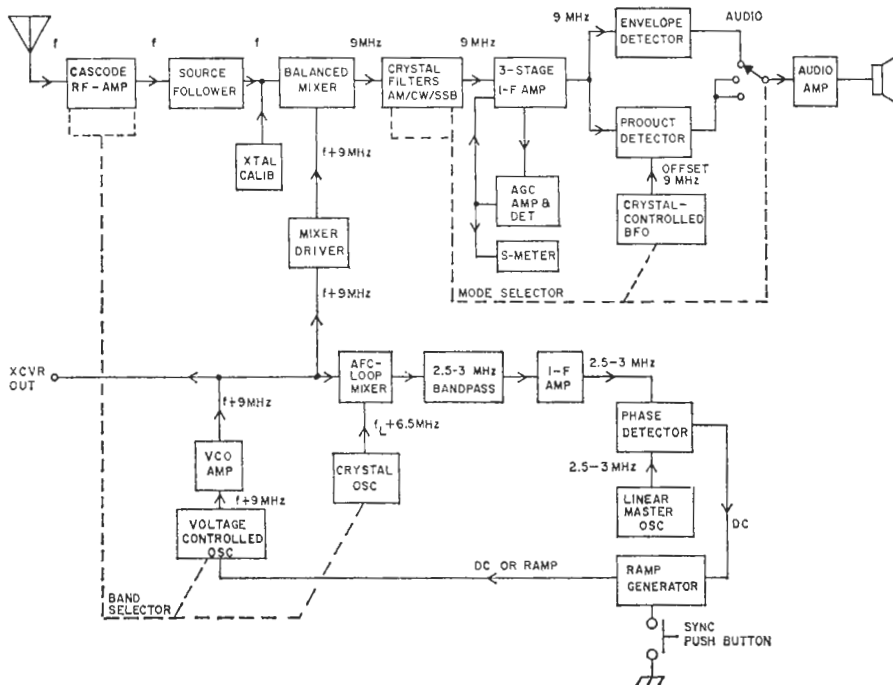 f
f
f
9MHz
9MHz
9 MHz
AUDIO
CASCODE
RF-AMP
SOURCE
FOLLOWER
BALANCED
MIXER
CRYSTAL
FILTERS
AM/CW/SSB
3-STAGE
I-F AMP
ENVELOPE
DETECTOR
AUDIO
AMP
PRODUCT
DETECTOR
XTAL
CALIB
f+9MHz
OFFSET
9 MHz
AGC
AMP &
DET
CRYSTAL-
CONTROLLED
BFO
MIXER
DRIVER
S-METER
f+9MHz
MODE SELECTOR
XCVR
OUT
AFC-
LOOP
MIXER
2.5-3 MHz
BANDPASS
I-F
AMP
2.5-3 MHz
f+9MHz
fL+6.5MHz
PHASE
DETECTOR
VCO
AMP
CRYSTAL
OSC
2.5-3 MHz
f+9MHz
LINEAR
MASTER
OSC
DC
VOLTAGE
CONTROLLED
OSC
DC OR RAMP
RAMP
GENERATOR
BAND
SELECTOR
SYNC
PUSH BUTTON